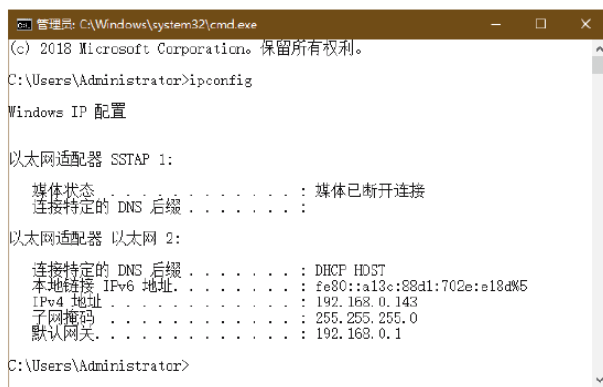 管理员: C:\Windows\system32\cmd.exe
(c) 2018 Microsoft Corporation。保留所有权利。
C:\Users\Administrator>ipconfig
Windows IP 配置
以太网适配器 SSTAP 1:
媒体状态 . . . . . . . . . . . . : 媒体已断开连接
连接特定的 DNS 后缀 . . . . . . . :
以太网适配器 以太网 2:
连接特定的 DNS 后缀 . . . . . . . : DHCP HOST
本地链接 IPv6 地址. . . . . . . . : fe80::a13c:88d1:702e:e18d%5
IPv4 地址 . . . . . . . . . . . . : 192.168.0.143
子网掩码 . . . . . . . . . . . . : 255.255.255.0
默认网关. . . . . . . . . . . . . : 192.168.0.1
C:\Users\Administrator>